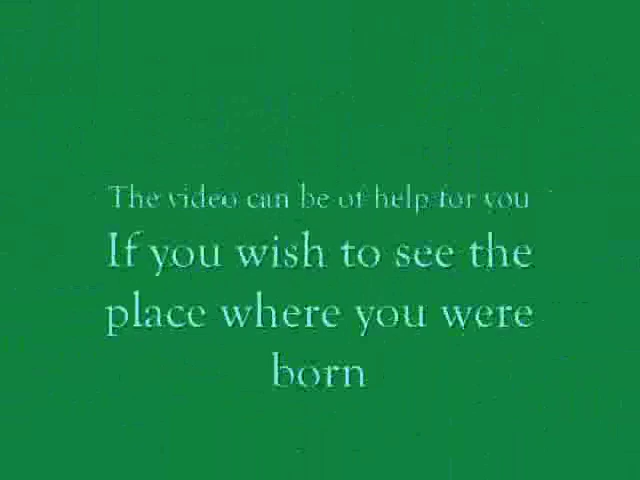 The video can be of help for you
If you wish to see the
place where you were
born